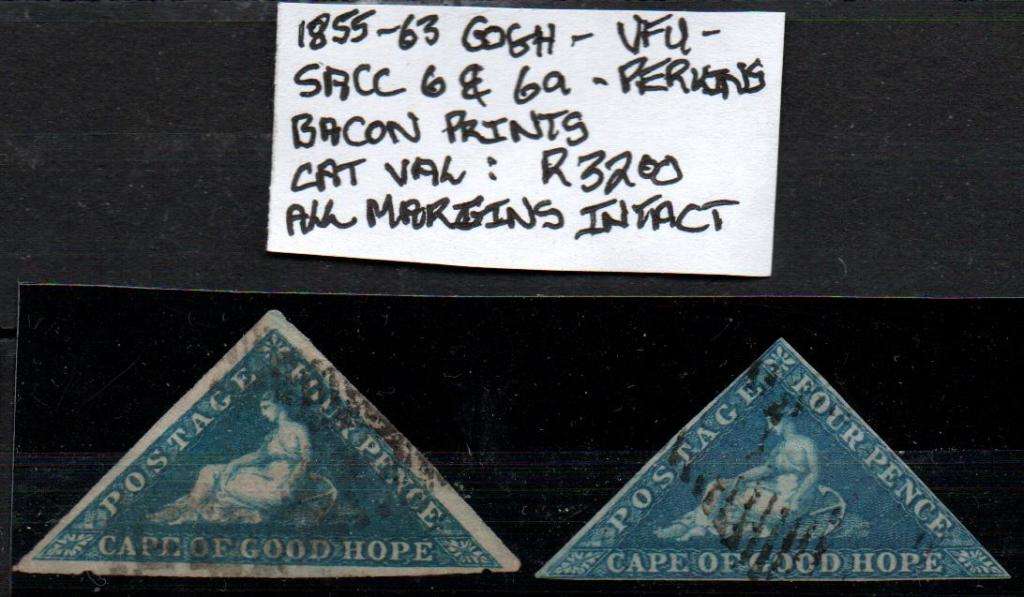 1855-63 COGH - VFU -
SACC 6 & 6a - PERKINS
BACON PRINTS
CAT VAL: R3200
ALL MARGINS INTACT
POSTAGE FOUR PENCE
CAPE OF GOOD HOPE
POSTAGE FOUR PENCE
CAPE OF GOOD HOPE